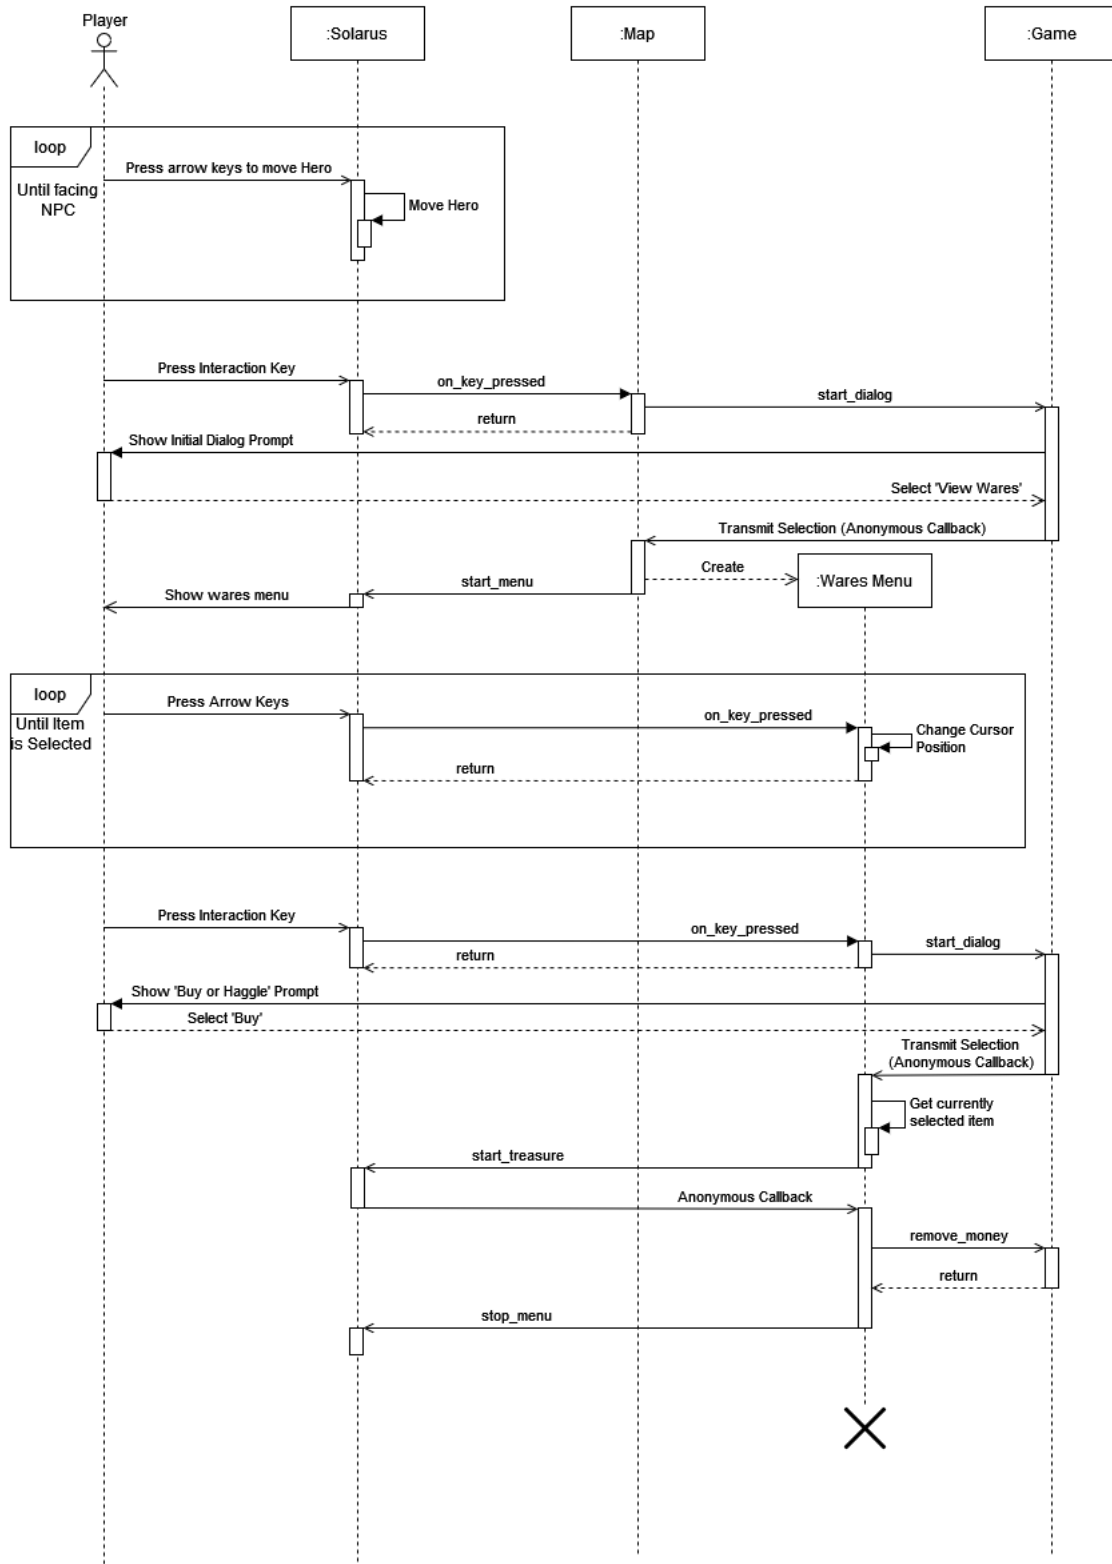 Player
:Solarus
:Map
:Game
loop
Until facing
NPC
Press arrow keys to move Hero
Move Hero
Press Interaction Key
on_key_pressed
start_dialog
return
Show Initial Dialog Prompt
Select 'View Wares'
Transmit Selection (Anonymous Callback)
Create
:Wares Menu
start_menu
Show wares menu
loop
Until Item
is Selected
Press Arrow Keys
on_key_pressed
Change Cursor
Position
return
Press Interaction Key
on_key_pressed
start_dialog
return
Show 'Buy or Haggle' Prompt
Select 'Buy'
Transmit Selection
(Anonymous Callback)
Get currently
selected item
start_treasure
Anonymous Callback
remove_money
return
stop_menu